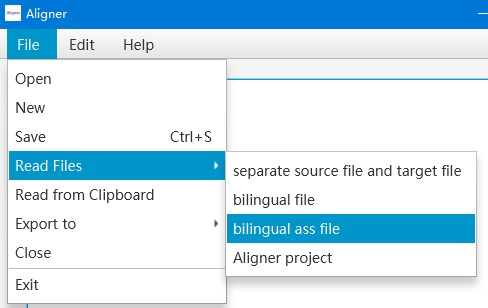 Aligner
File Edit Help
Open
New
Save Ctrl+S
Read Files
Read from Clipboard
Export to
Close
Exit
separate source file and target file
bilingual file
bilingual ass file
Aligner project